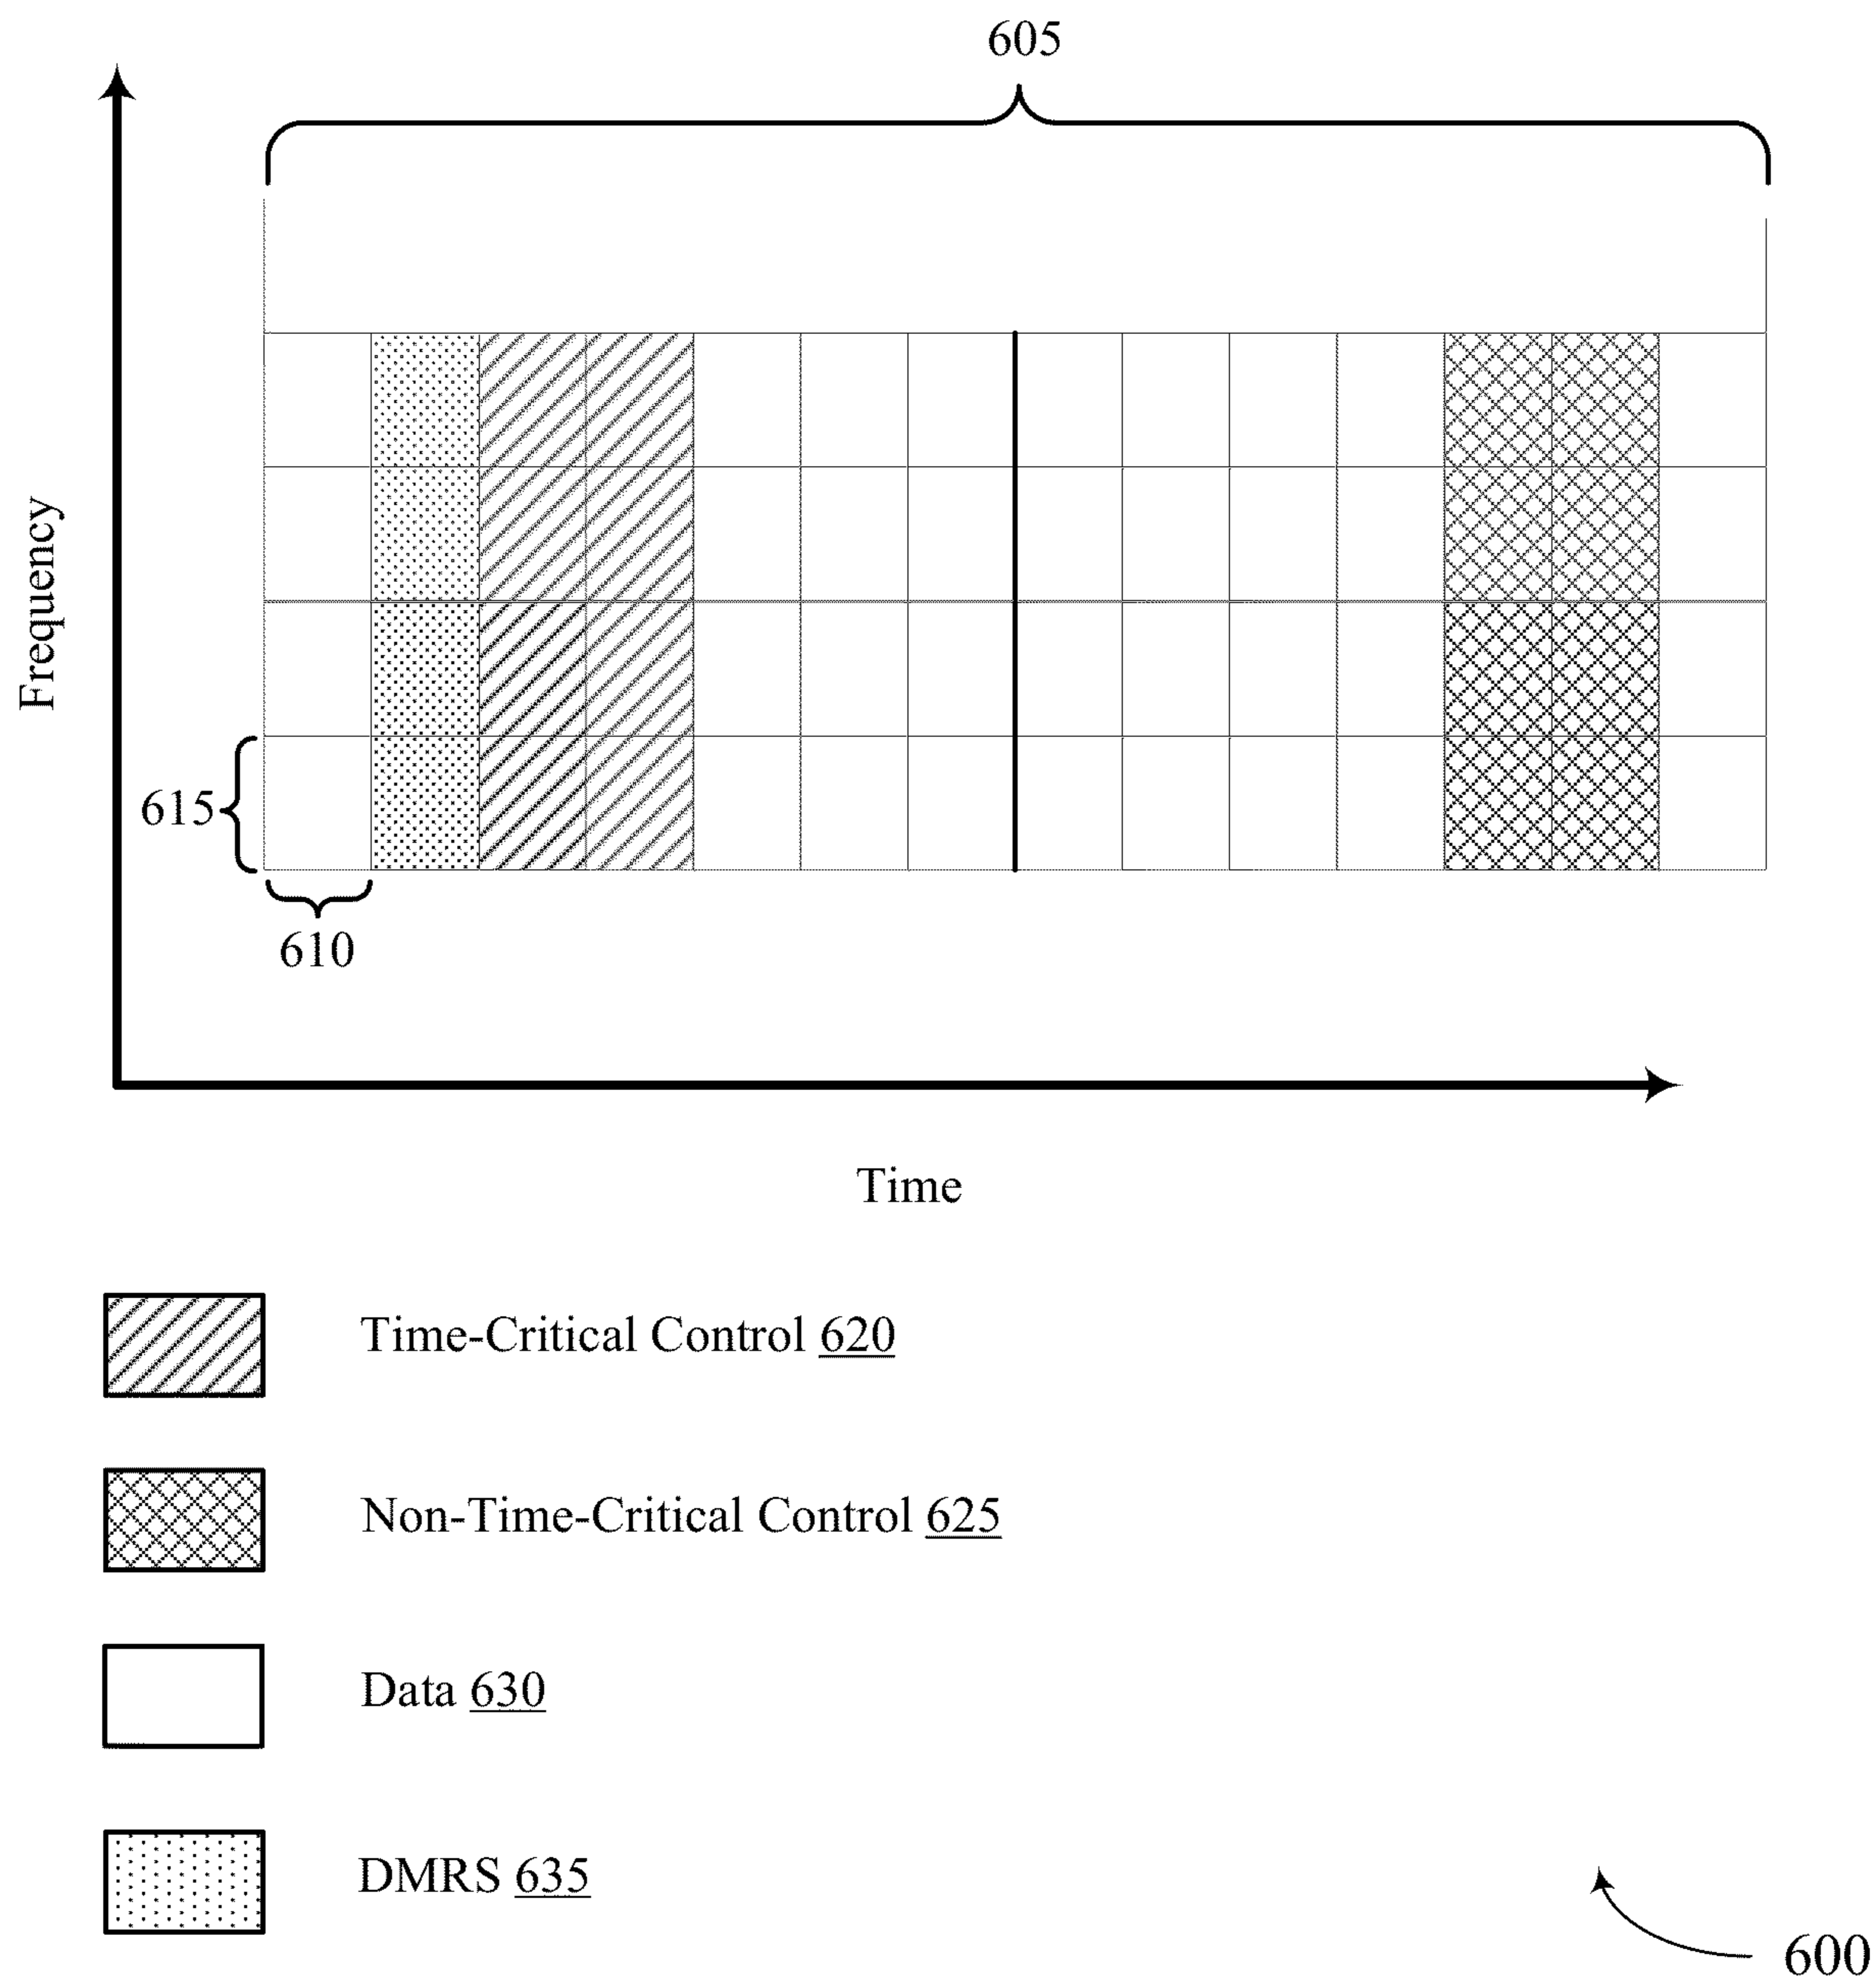 605
Frequency
615
610
Time
Time-Critical Control 620
Non-Time-Critical Control 625
Data 630
DMRS 635
600